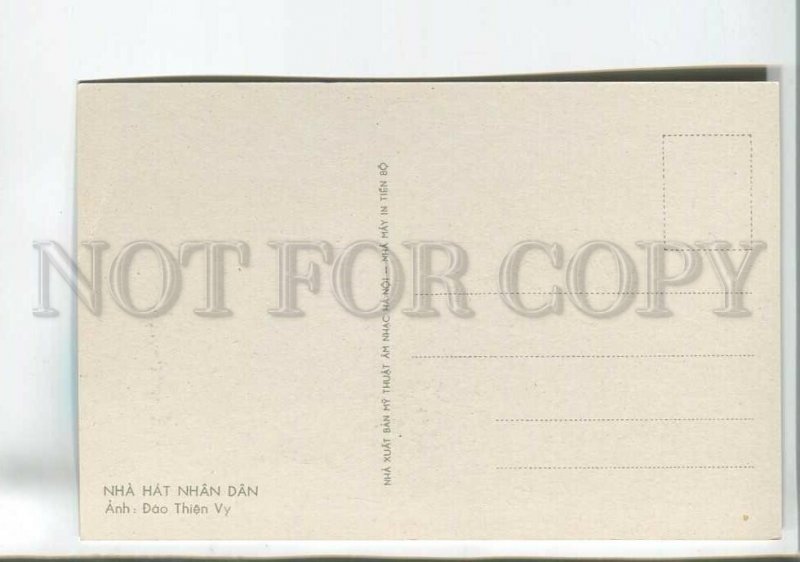 NHÀ HÁT NHÂN DÂN
Ảnh: Đào Thiện Vy
NHÀ XUẤT BẢN MỸ THUẬT ÂM NHẠC HÀ-NỘI — NHÀ MÁY IN TIẾN BỘ
NOT FOR COPY